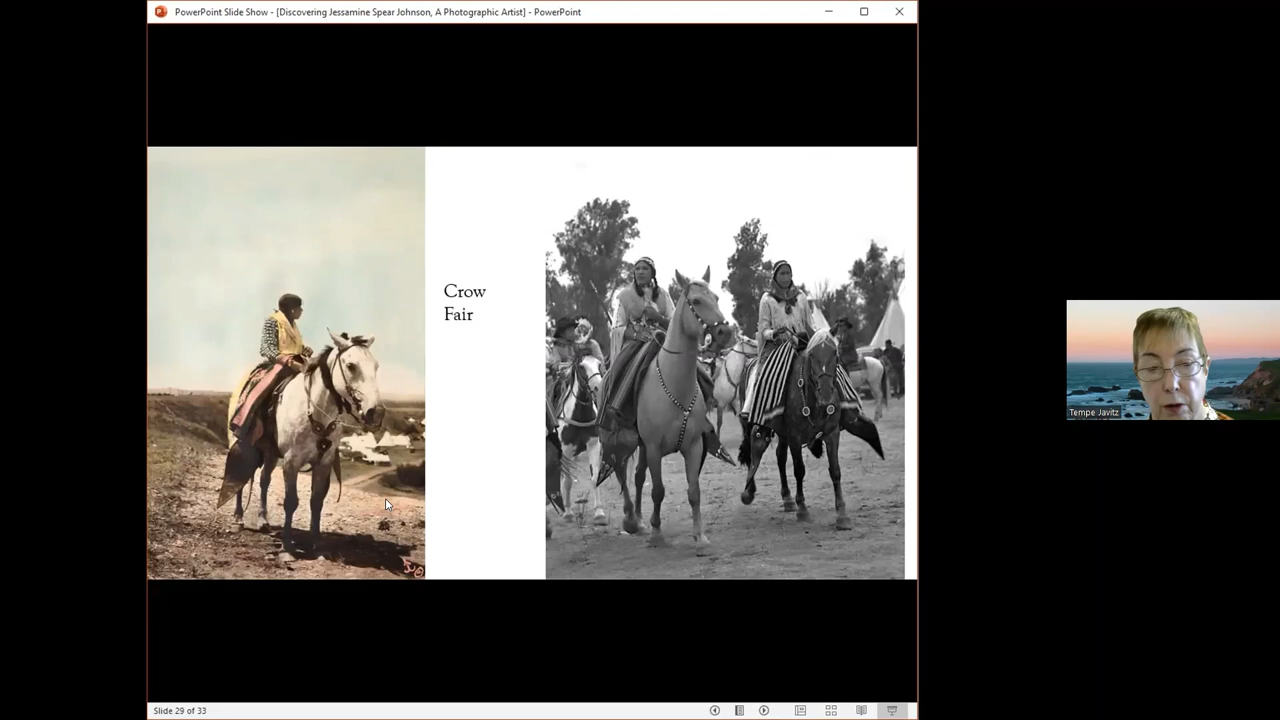 PowerPoint Slide Show - [Discovering Jessamine Spear Johnson, A Photographic Artist] - PowerPoint
Crow
Fair
Tempe Javitz
Slide 29 of 33